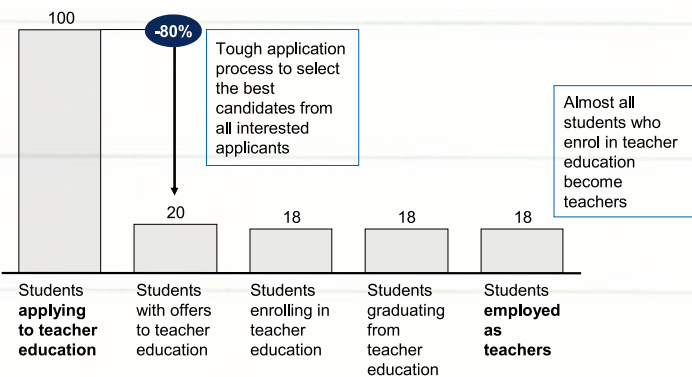 100
-80%
Tough application
process to select
the best
candidates from
all interested
applicants
Almost all
students who
enrol in teacher
education
become
teachers
20
18
18
18
Students
applying
to teacher
education
Students
with offers
to teacher
education
Students
enrolling in
teacher
education
Students
graduating
from
teacher
education
Students
employed
as
teachers